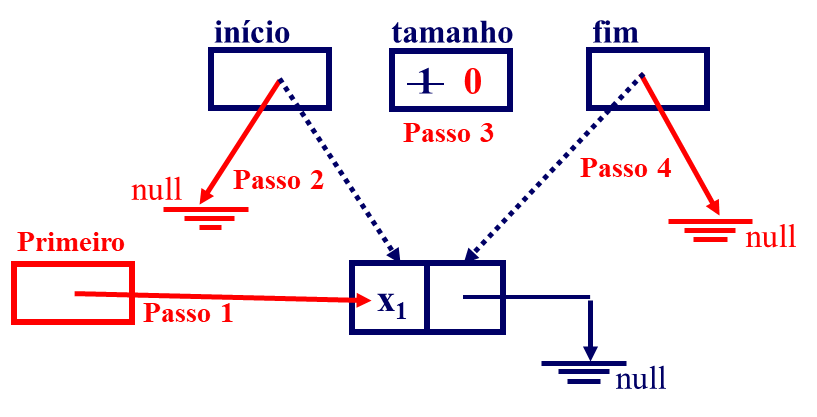 início
tamanho
fim
1 0
Passo 3
null
Passo 2
Passo 4
Primeiro
null
Passo 1
x₁
null